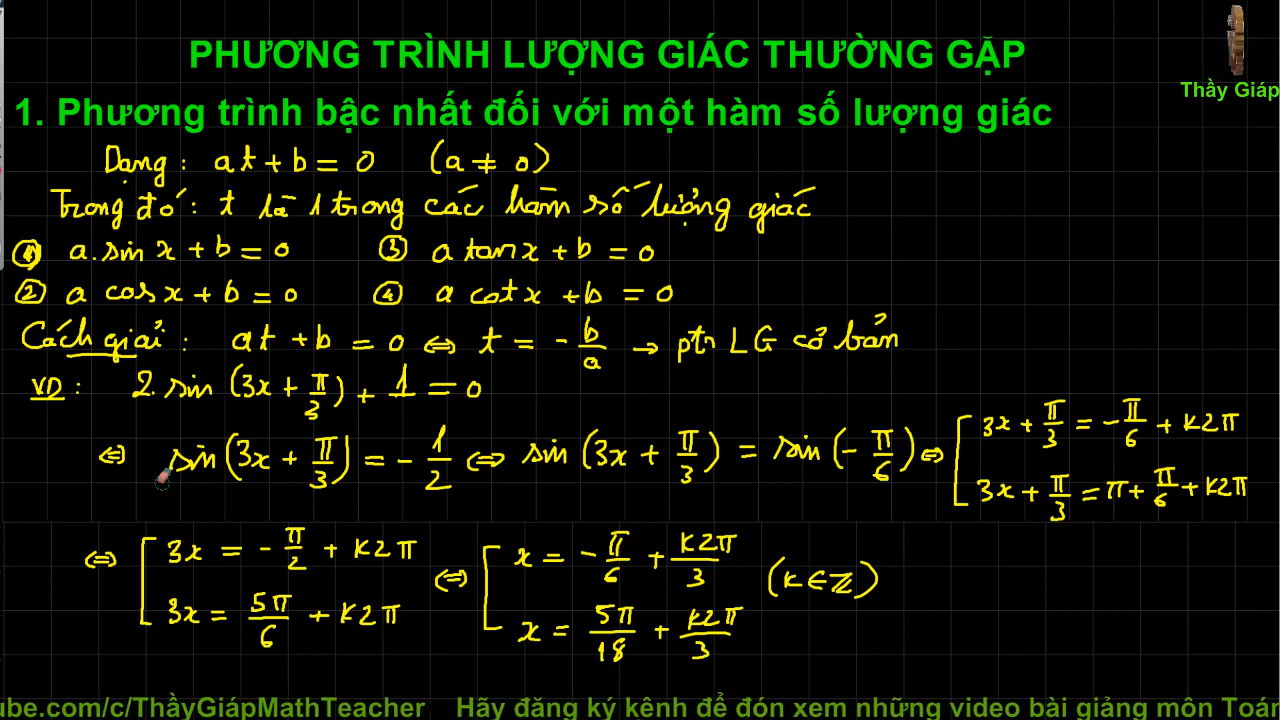 PHƯƠNG TRÌNH LƯỢNG GIÁC THƯỜNG GẶP
Thầy Giáp
1. Phương trình bậc nhất đối với một hàm số lượng giác
Dạng : at + b = 0 (a ≠ 0)
Trong đó : t là 1 trong các hàm số lượng giác
① a.sin x + b = 0 ③ a tan x + b = 0
② a cos x + b = 0 ④ a cot x + b = 0
Cách giải : at + b = 0 ⇔ t = -b/a → ptr LG cơ bản
VD : 2.sin (3x + π/3) + 1 = 0
⇔ sin(3x + π/3) = -1/2 ⇔ sin (3x + π/3) = sin (-π/6) ⇔ [ 3x + π/3 = -π/6 + k2π
3x + π/3 = π + π/6 + k2π
⇔ [ 3x = -π/2 + k2π ⇔ [ x = -π/6 + k2π/3 (k ∈ ℤ)
3x = 5π/6 + k2π x = 5π/18 + k2π/3
ube.com/c/ThầyGiápMathTeacher Hãy đăng ký kênh để đón xem những video bài giảng môn Toán